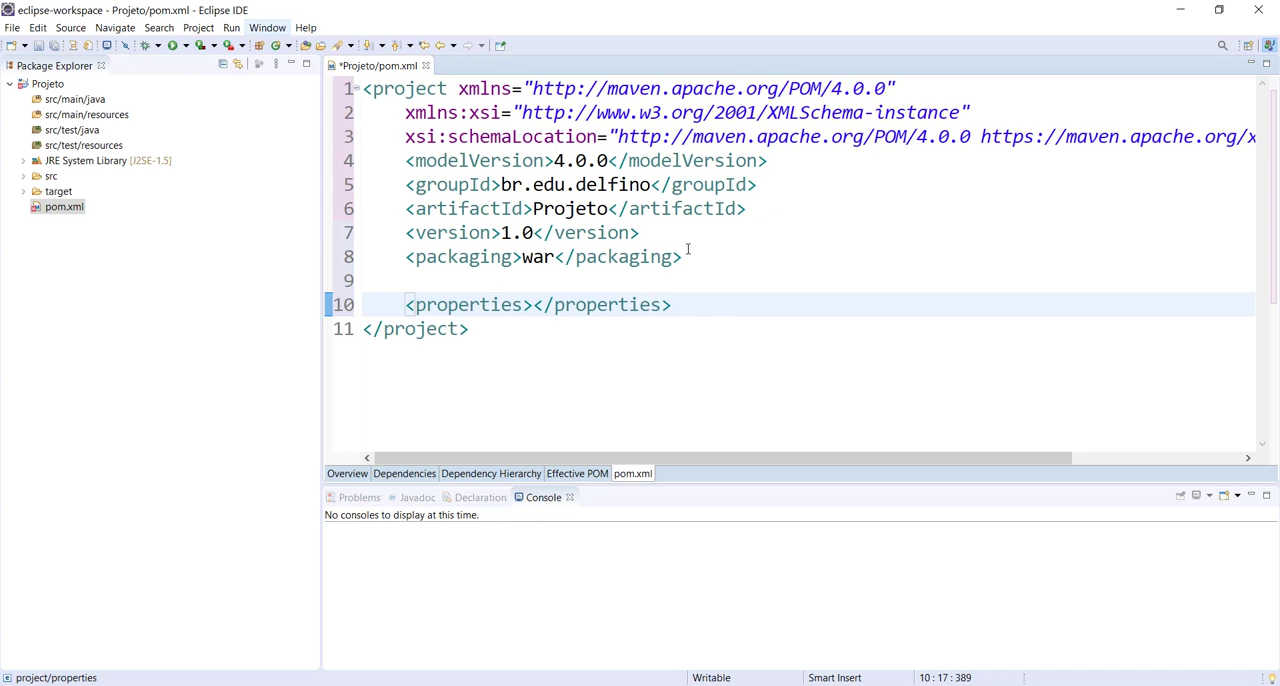 eclipse-workspace - Projeto/pom.xml - Eclipse IDE
File Edit Source Navigate Search Project Run Window Help
Package Explorer
*Projeto/pom.xml
Projeto
src/main/java
src/main/resources
src/test/java
src/test/resources
JRE System Library [J2SE-1.5]
src
target
pom.xml
1 <project xmlns="http://maven.apache.org/POM/4.0.0"
2 xmlns:xsi="http://www.w3.org/2001/XMLSchema-instance"
3 xsi:schemaLocation="http://maven.apache.org/POM/4.0.0 https://maven.apache.org/x
4 <modelVersion>4.0.0</modelVersion>
5 <groupId>br.edu.delfino</groupId>
6 <artifactId>Projeto</artifactId>
7 <version>1.0</version>
8 <packaging>war</packaging>
9
10 <properties></properties>
11 </project>
Overview Dependencies Dependency Hierarchy Effective POM pom.xml
Problems Javadoc Declaration Console
No consoles to display at this time.
project/properties Writable Smart Insert 10 : 17 : 389